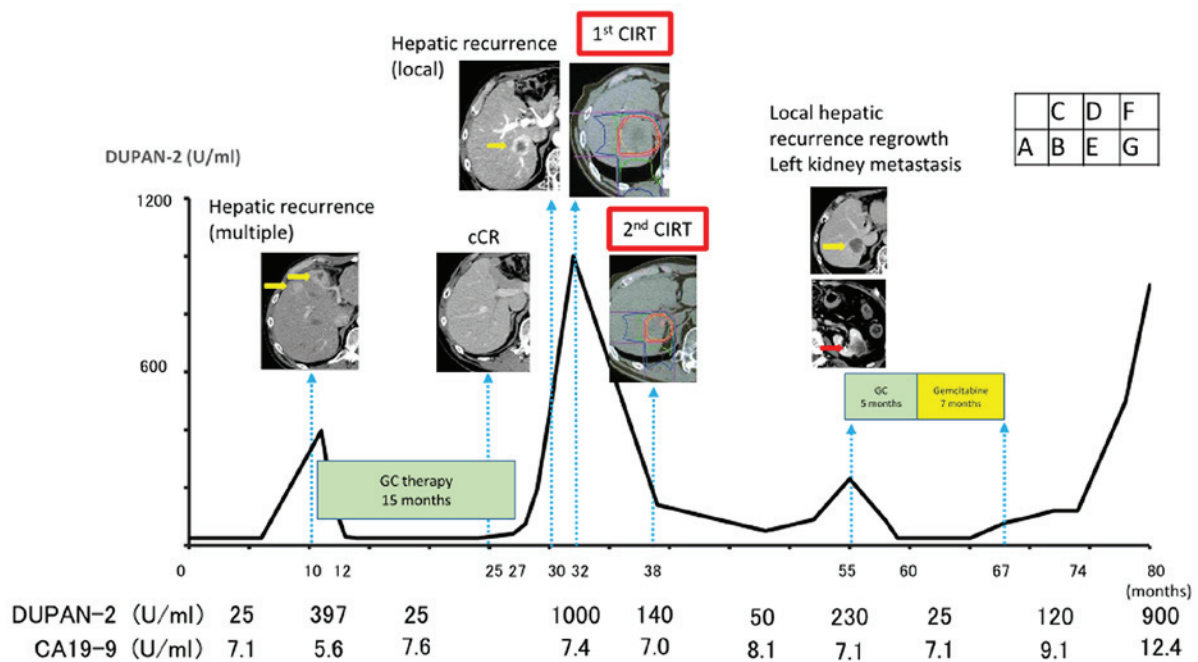 1st CIRT
Hepatic recurrence
(local)
C D F
A B E G
Local hepatic
recurrence regrowth
Left kidney metastasis
DUPAN-2 (U/ml)
1200
Hepatic recurrence
(multiple)
cCR
2nd CIRT
600
GC
5 months
Gemcitabine
7 months
GC therapy
15 months
0 10 12 25 27 30 32 38 55 60 67 74 80
(months)
DUPAN-2 (U/ml) 25 397 25 1000 140 50 230 25 120 900
CA19-9 (U/ml) 7.1 5.6 7.6 7.4 7.0 8.1 7.1 7.1 9.1 12.4